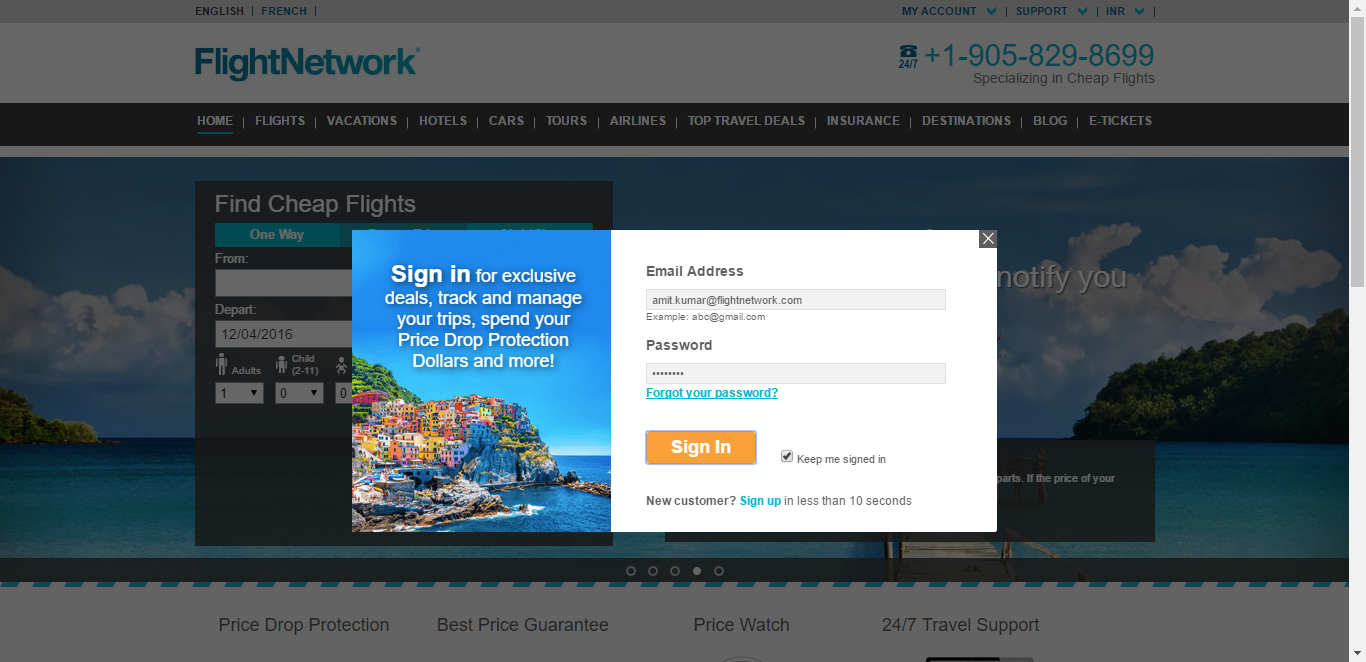 ENGLISH | FRENCH |
MY ACCOUNT | SUPPORT | INR |
FlightNetwork®
24/7
+1-905-829-8699
Specializing in Cheap Flights
HOME | FLIGHTS | VACATIONS | HOTELS | CARS | TOURS | AIRLINES | TOP TRAVEL DEALS | INSURANCE | DESTINATIONS | BLOG | E-TICKETS
Find Cheap Flights
One Way
From:
Depart:
12/04/2016
Adults
Child
(2-11)
1
0
0
notify you
parts. If the price of your
Sign in for exclusive
deals, track and manage
your trips, spend your
Price Drop Protection
Dollars and more!
Email Address
amit.kumar@flightnetwork.com
Example: abc@gmail.com
Password
••••••••
Forgot your password?
Sign In
Keep me signed in
New customer? Sign up in less than 10 seconds
Price Drop Protection
Best Price Guarantee
Price Watch
24/7 Travel Support